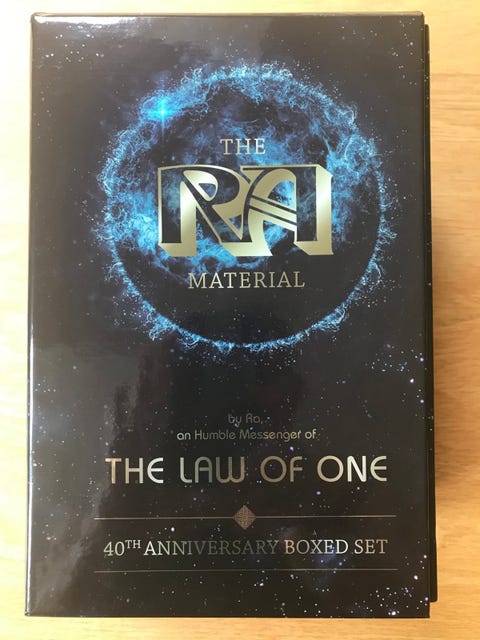 THE
RA
MATERIAL
by Ra,
an Humble Messenger of
THE LAW OF ONE
40TH ANNIVERSARY BOXED SET